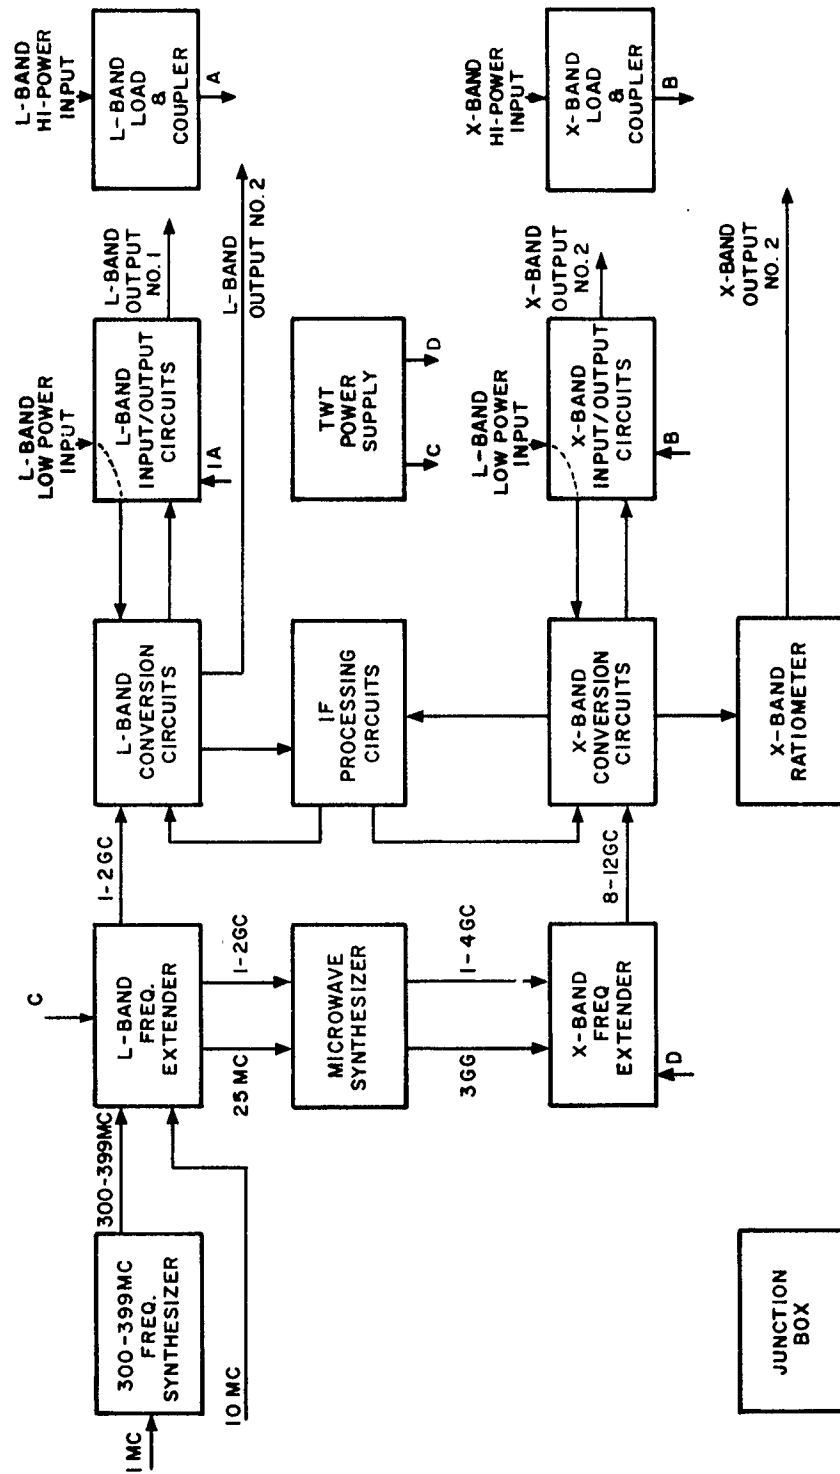 1 MC
300-399MC
FREQ.
SYNTHESIZER
10 MC
300-399MC
C
L-BAND
FREQ.
EXTENDER
1-2GC
L-BAND
CONVERSION
CIRCUITS
L-BAND
LOW POWER
INPUT
L-BAND
INPUT/OUTPUT
CIRCUITS
1A
L-BAND
OUTPUT
NO. 1
L-BAND
OUTPUT NO. 2
L-BAND
HI-POWER
INPUT
L-BAND
LOAD
&
COUPLER
A
25 MC
1-2GC
MICROWAVE
SYNTHESIZER
IF
PROCESSING
CIRCUITS
TWT
POWER
SUPPLY
C
D
3GG
1-4GC
X-BAND
FREQ
EXTENDER
D
8-12GC
X-BAND
CONVERSION
CIRCUITS
L-BAND
LOW POWER
INPUT
X-BAND
INPUT/OUTPUT
CIRCUITS
B
X-BAND
OUTPUT
NO. 2
X-BAND
HI-POWER
INPUT
X-BAND
LOAD
&
COUPLER
B
JUNCTION
BOX
X-BAND
RATIOMETER
X-BAND
OUTPUT
NO. 2